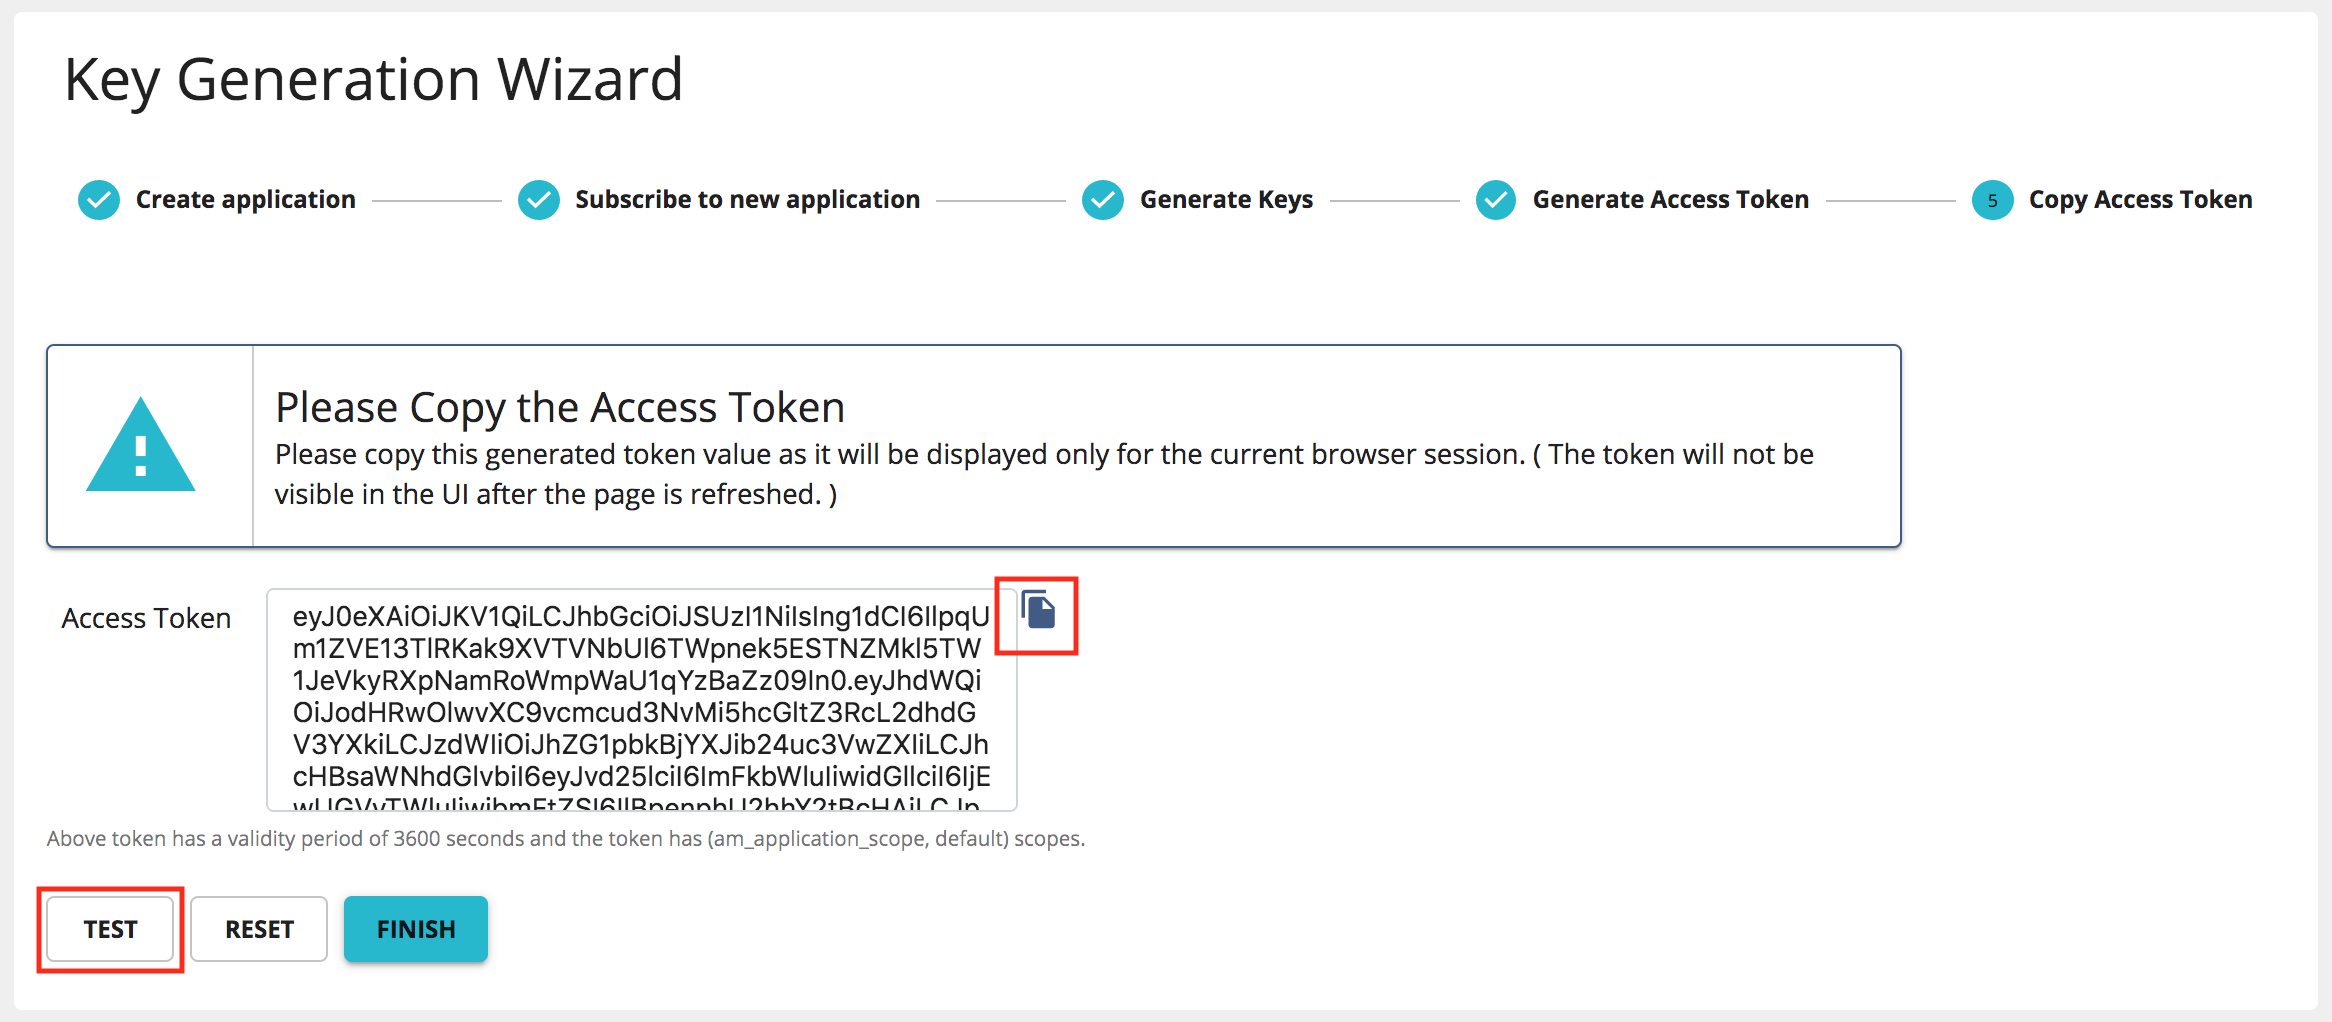 Key Generation Wizard
Create application
Subscribe to new application
Generate Keys
Generate Access Token
5
Copy Access Token
Please Copy the Access Token
Please copy this generated token value as it will be displayed only for the current browser session. ( The token will not be
visible in the UI after the page is refreshed. )
Access Token
eyJ0eXAiOiJKV1QiLCJhbGciOiJSUzI1NiIsIng1dCI6IlpqU
m1ZVE13TlRKak9XVTVNbUl6TWpnek5ESTNZMkl5TW
1JeVkyRXpNamRoWmpWaU1qYzBaZz09In0.eyJhdWQi
OiJodHRwOlwvXC9vcmcud3NvMi5hcGltZ3RcL2dhdG
V3YXkiLCJzdWIiOiJhZG1pbkBjYXJib24uc3VwZXIiLCJh
cHBsaWNhdGlvbiI6eyJvd25lciI6ImFkbWluIiwidGllciI6IjE
Above token has a validity period of 3600 seconds and the token has (am_application_scope, default) scopes.
TEST
RESET
FINISH